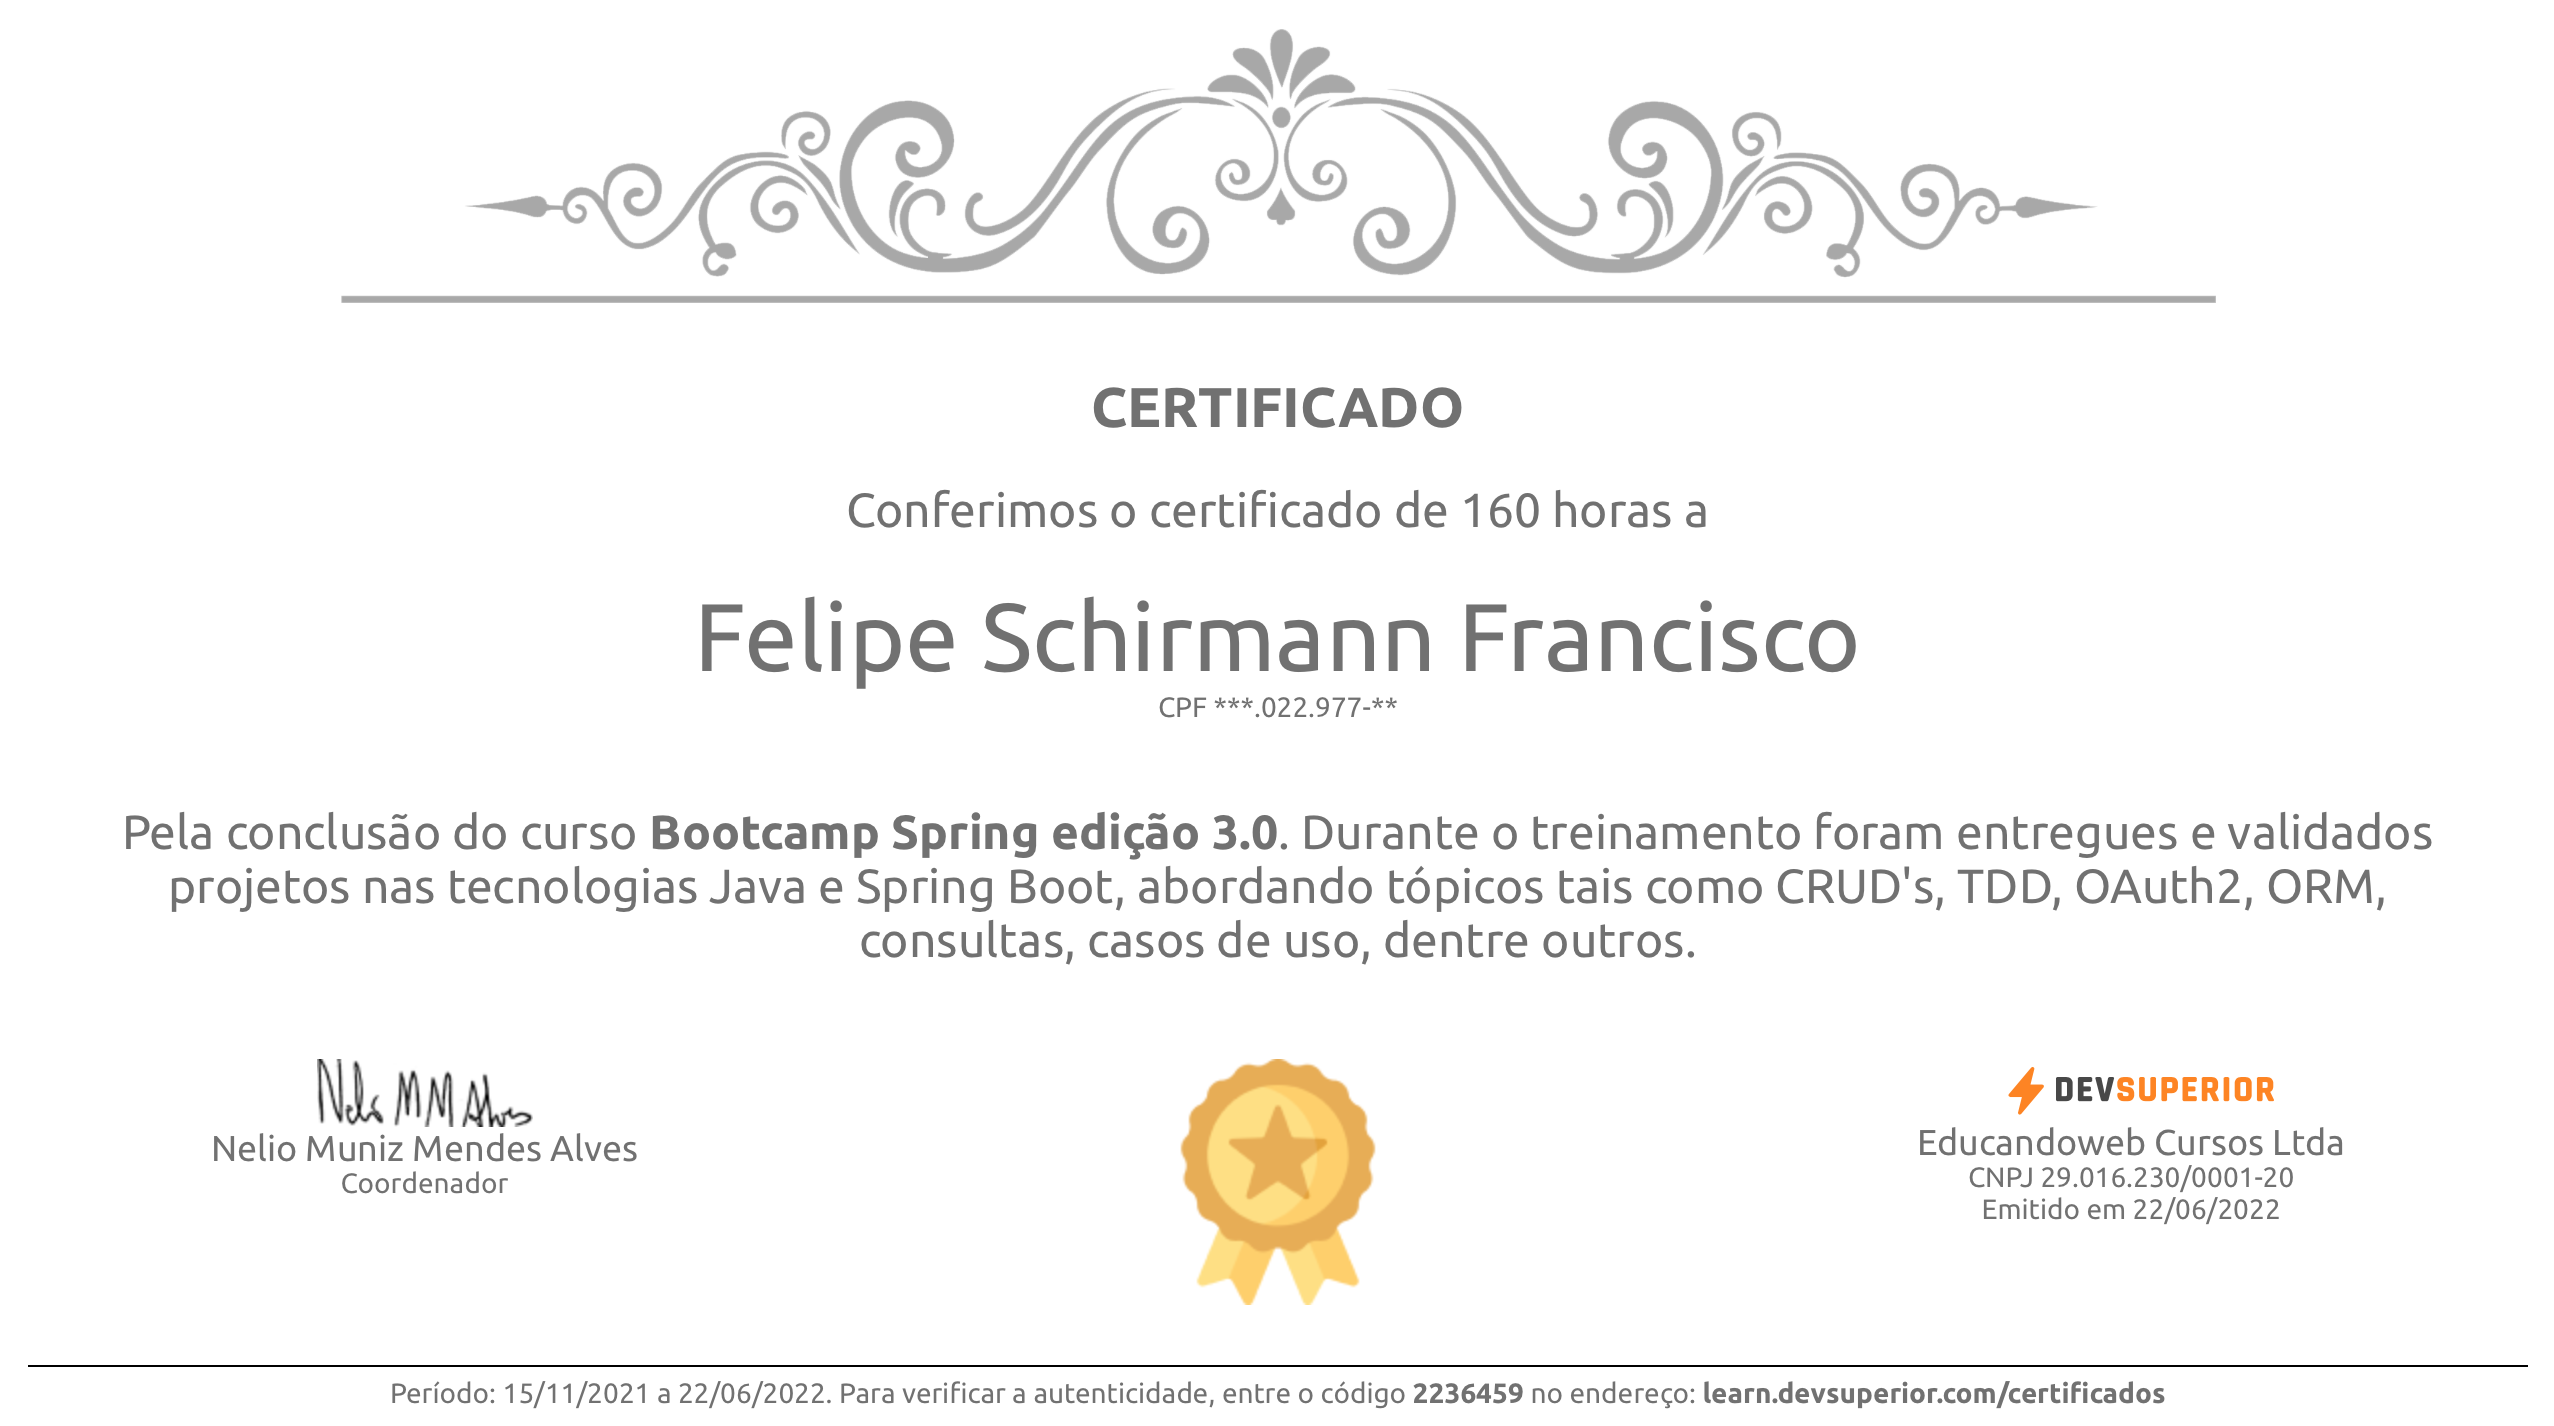 CERTIFICADO
Conferimos o certificado de 160 horas a
Felipe Schirmann Francisco
CPF ***.022.977-**
Pela conclusão do curso Bootcamp Spring edição 3.0. Durante o treinamento foram entregues e validados
projetos nas tecnologias Java e Spring Boot, abordando tópicos tais como CRUD's, TDD, OAuth2, ORM,
consultas, casos de uso, dentre outros.
Nelio M M Alves
Nelio Muniz Mendes Alves
Coordenador
DEVSUPERIOR
Educandoweb Cursos Ltda
CNPJ 29.016.230/0001-20
Emitido em 22/06/2022
Período: 15/11/2021 a 22/06/2022. Para verificar a autenticidade, entre o código 2236459 no endereço: learn.devsuperior.com/certificados